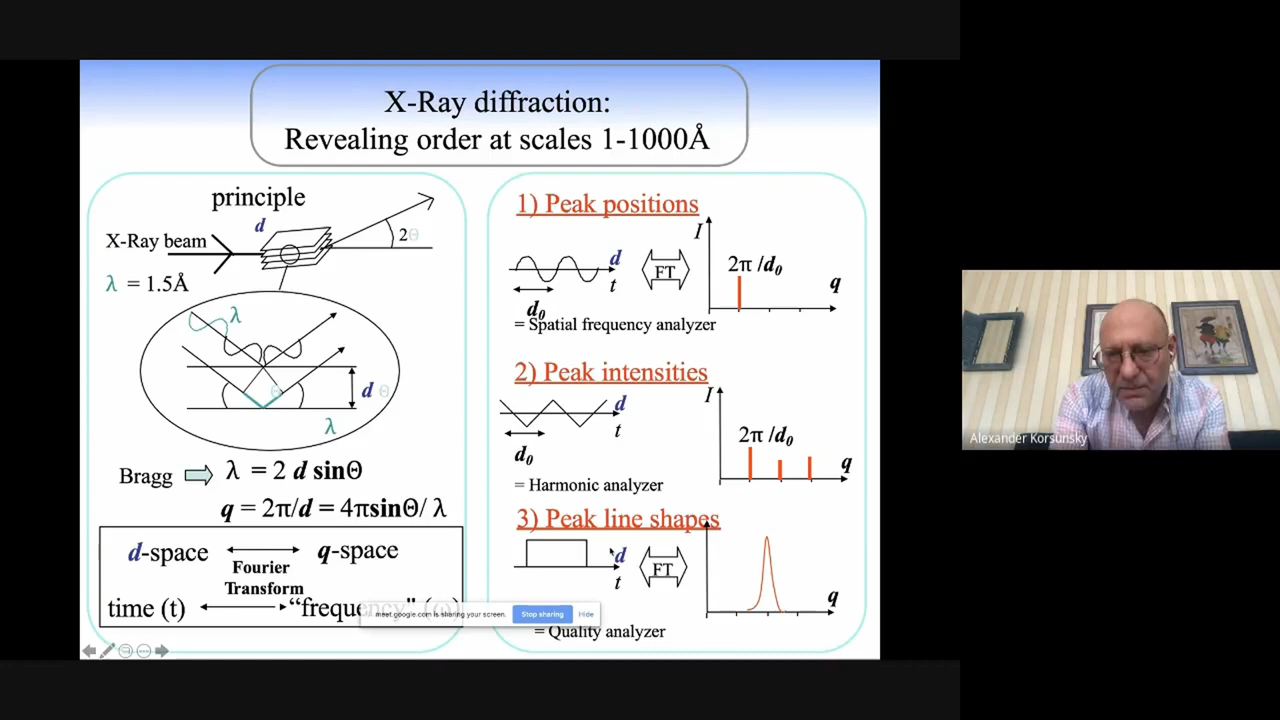 X-Ray diffraction:
Revealing order at scales 1-1000Å
principle
d
X-Ray beam
2Θ
λ = 1.5Å
λ
Θ
d Θ
λ
Bragg λ = 2 d sinΘ
q = 2π/d = 4πsinΘ/ λ
d-space q-space
Fourier
Transform
time (t) "frequency" (ω)
1) Peak positions
I
d
FT
2π /d0
q
t
d0
= Spatial frequency analyzer
2) Peak intensities
I
d
t
2π /d0
d0
q
= Harmonic analyzer
3) Peak line shapes
d
FT
t
q
meet.google.com is sharing your screen. Stop sharing Hide
= Quality analyzer
Alexander Korsunsky